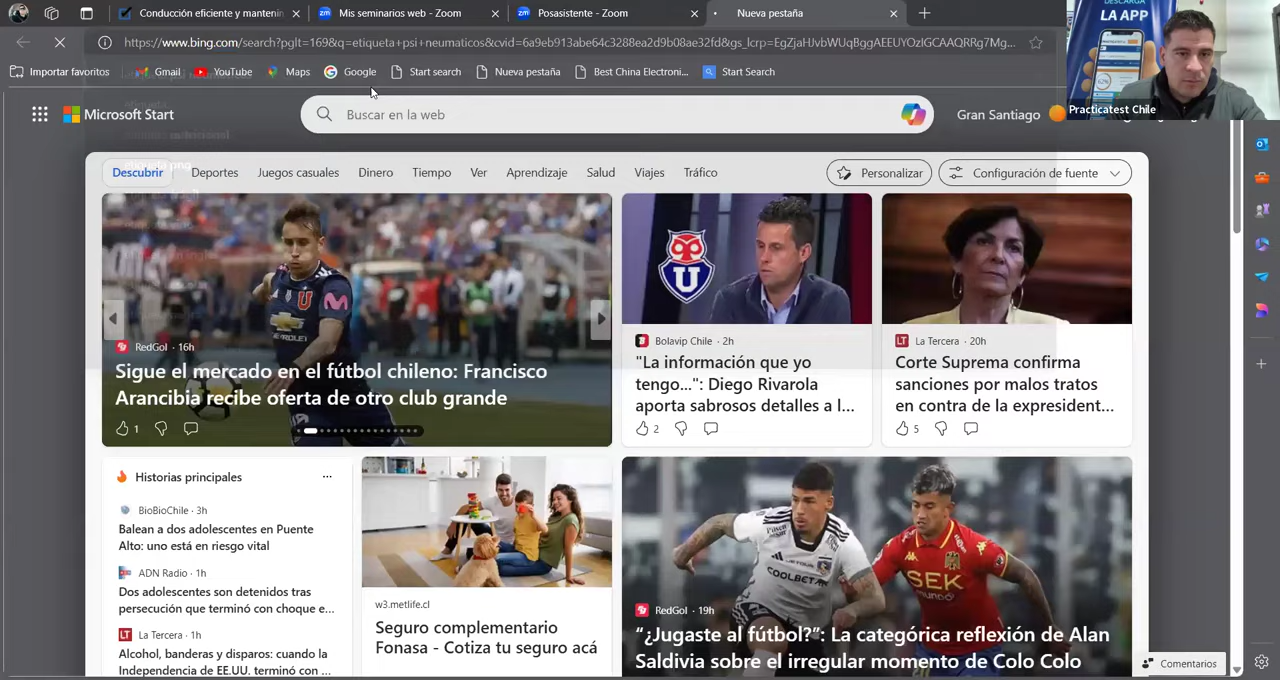 Conducción eficiente y mantenin
Mis seminarios web - Zoom
Posasistente - Zoom
Nueva pestaña
https://www.bing.com/search?pglt=169&q=etiqueta+psi+neumaticos&cvid=6a9eb913abe64c3288ea2d9b08ae32fd&gs_lcrp=EgZjaHJvbWUqBggAEEUYOzIGCAAQRRg7Mg...
Importar favoritos
Gmail
YouTube
Maps
Google
Start search
Nueva pestaña
Best China Electroni...
Start Search
DESCARGA
LA APP
62%
Practicatest Chile
Microsoft Start
Buscar en la web
Gran Santiago
etiqueta png
Descubrir
Deportes
Juegos casuales
Dinero
Tiempo
Ver
Aprendizaje
Salud
Viajes
Tráfico
Personalizar
Configuración de fuente
RedGol · 16h
Sigue el mercado en el fútbol chileno: Francisco
Arancibia recibe oferta de otro club grande
1
Bolavip Chile · 2h
"La información que yo
tengo...": Diego Rivarola
aporta sabrosos detalles a l...
2
LT La Tercera · 20h
Corte Suprema confirma
sanciones por malos tratos
en contra de la expresident...
5
Historias principales
BioBioChile · 3h
Balean a dos adolescentes en Puente
Alto: uno está en riesgo vital
ADN Radio · 1h
Dos adolescentes son detenidos tras
persecución que terminó con choque e...
LT La Tercera · 1h
Alcohol, banderas y disparos: cuando la
Independencia de EE.UU. terminó con ...
w3.metlife.cl
Seguro complementario
Fonasa - Cotiza tu seguro acá
RedGol · 19h
“¿Jugaste al fútbol?”: La categórica reflexión de Alan
Saldivia sobre el irregular momento de Colo Colo
Comentarios